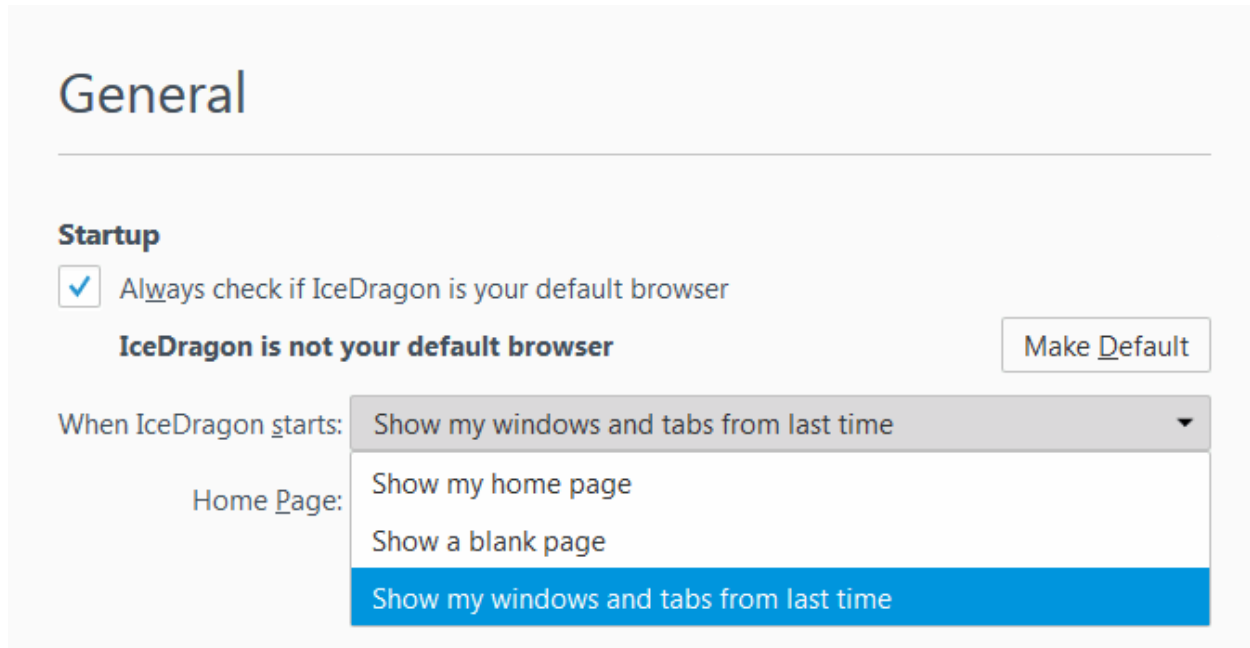 General
Startup
Always check if IceDragon is your default browser
IceDragon is not your default browser
Make Default
When IceDragon starts: Show my windows and tabs from last time
Show my home page
Home Page:
Show a blank page
Show my windows and tabs from last time